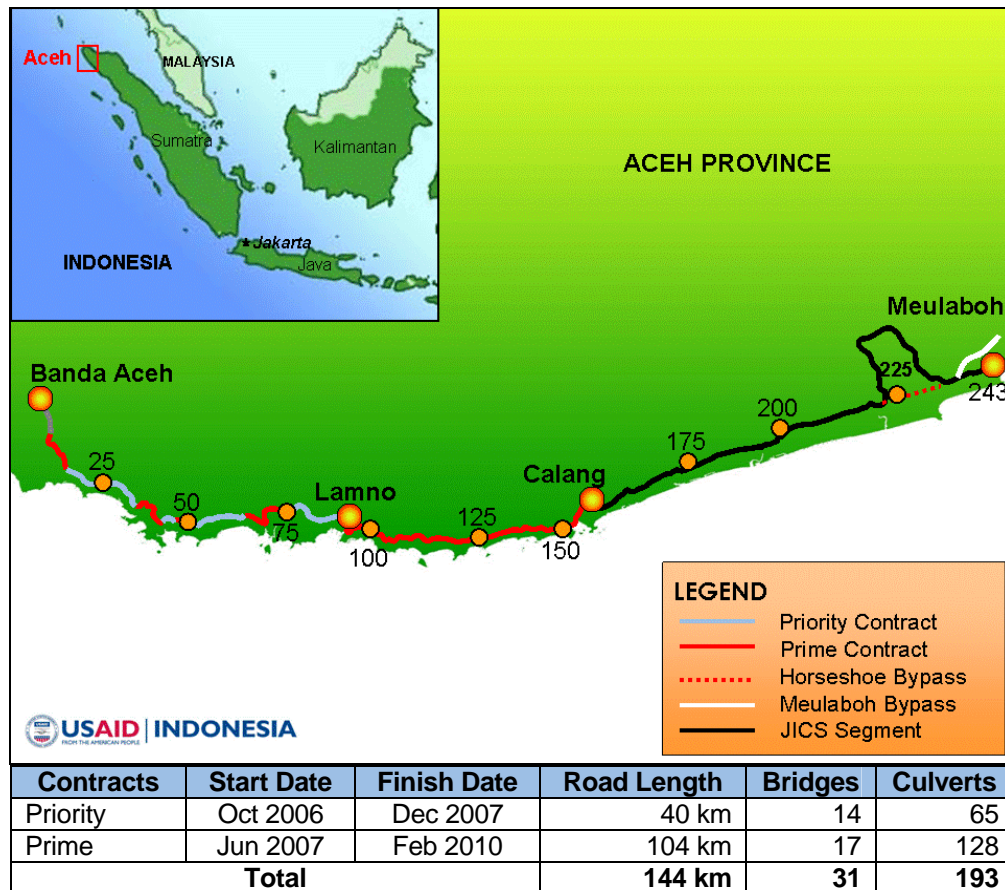 Aceh
MALAYSIA
Sumatra
Kalimantan
Jakarta
Java
INDONESIA
ACEH PROVINCE
Meulaboh
Banda Aceh
225
243
200
175
25
Calang
Lamno
50
75
100
125
150
LEGEND
Priority Contract
Prime Contract
Horseshoe Bypass
Meulaboh Bypass
JICS Segment
USAID | INDONESIA
FROM THE AMERICAN PEOPLE
Contracts Start Date Finish Date Road Length Bridges Culverts
Priority Oct 2006 Dec 2007 40 km 14 65
Prime Jun 2007 Feb 2010 104 km 17 128
Total 144 km 31 193